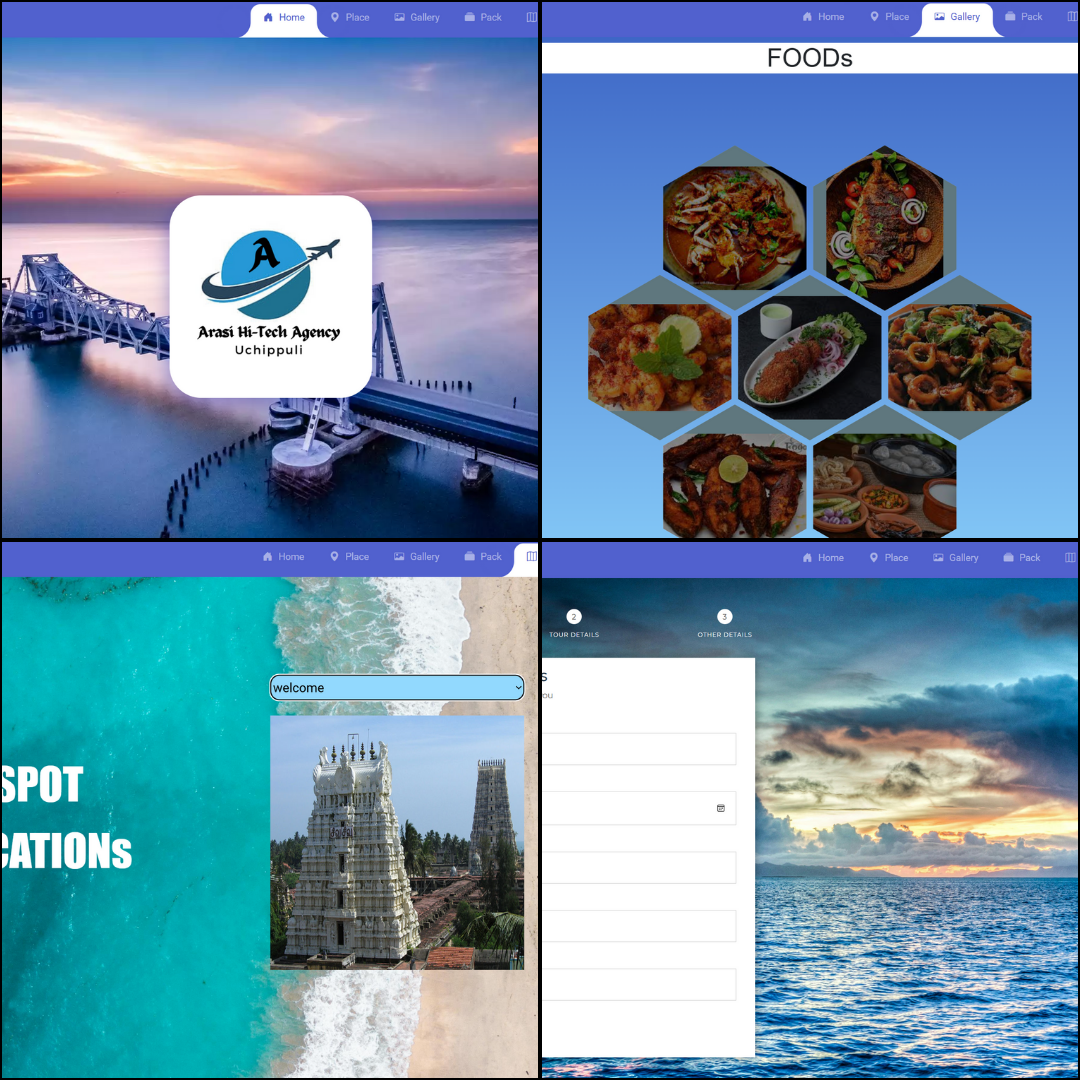 Home Place Gallery Pack
A
Arasi Hi-Tech Agency
Uchippuli
Home Place Gallery Pack
FOODs
Home Place Gallery Pack
welcome
SPOT
CATIONs
Home Place Gallery Pack
2 3
TOUR DETAILS OTHER DETAILS
s
ou